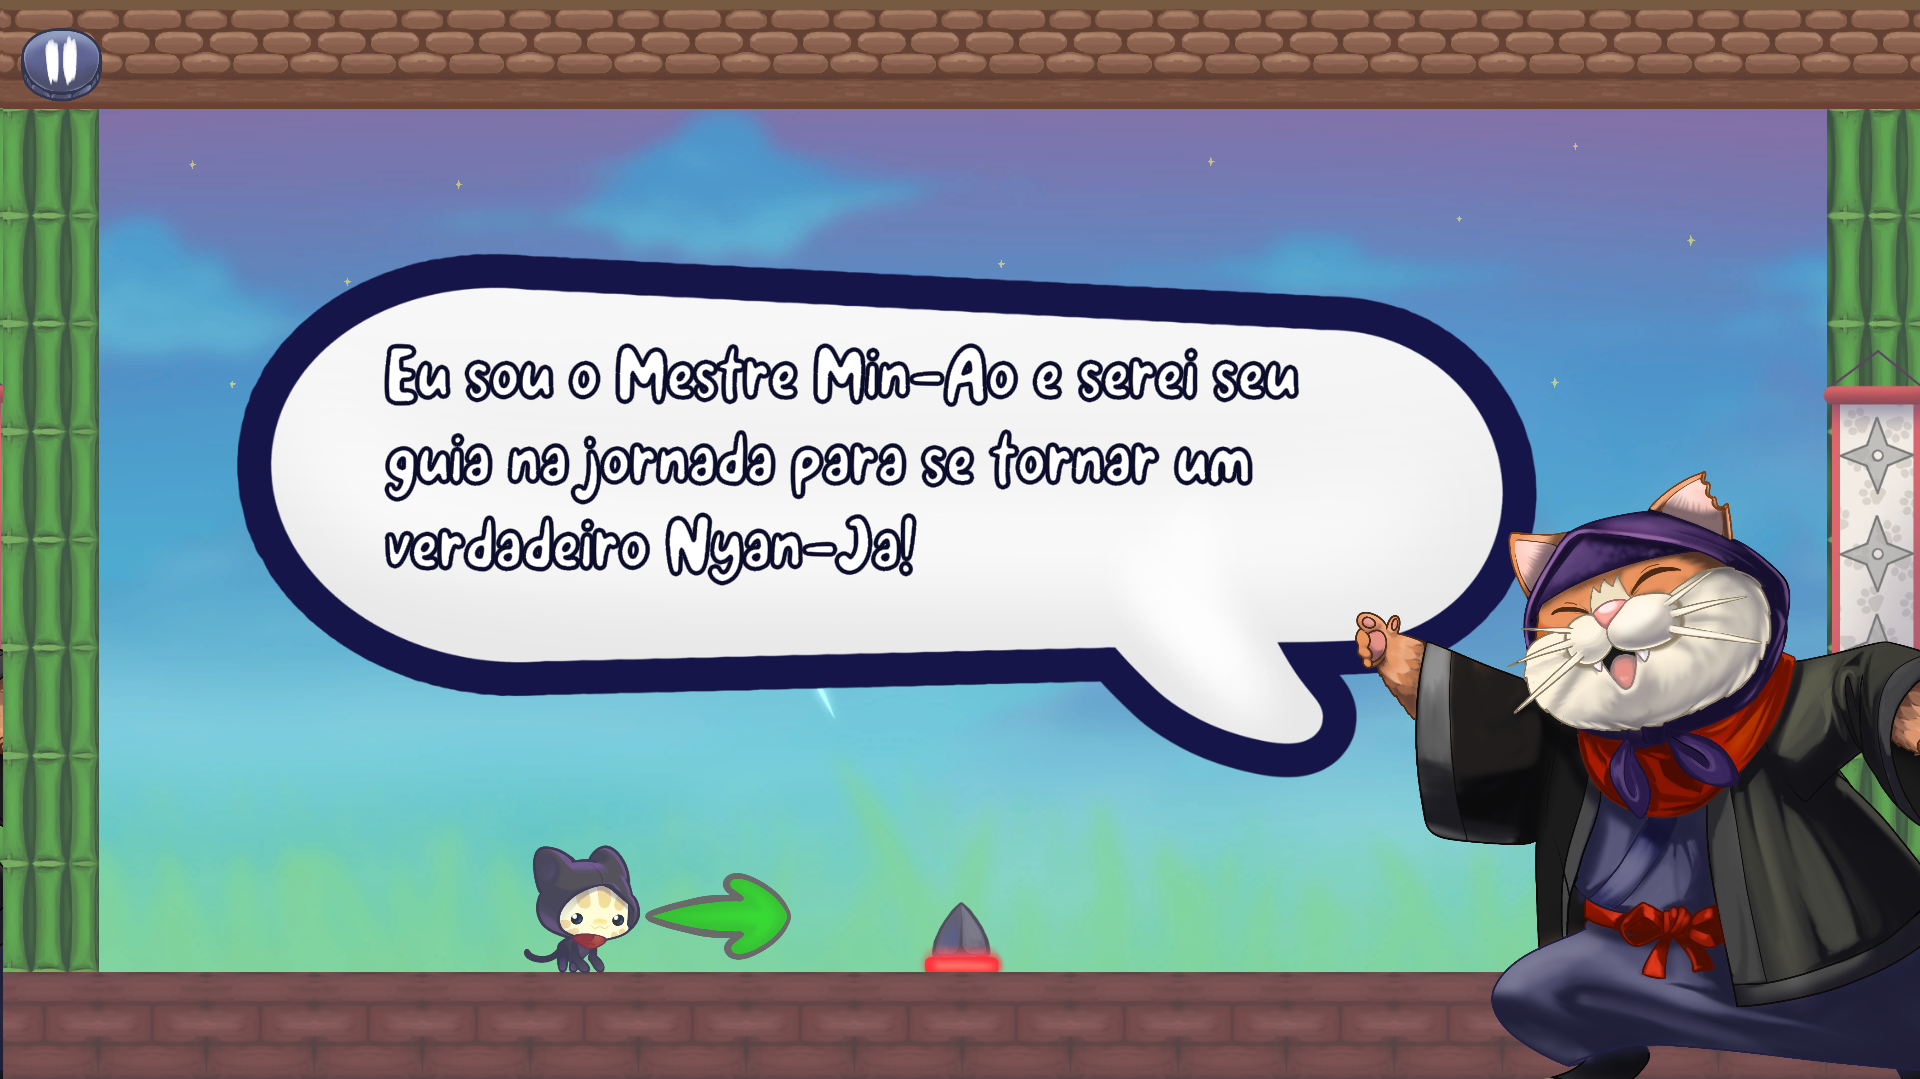 Eu sou o Mestre Min-Ao e serei seu
guia na jornada para se tornar um
verdadeiro Nyan-Ja!